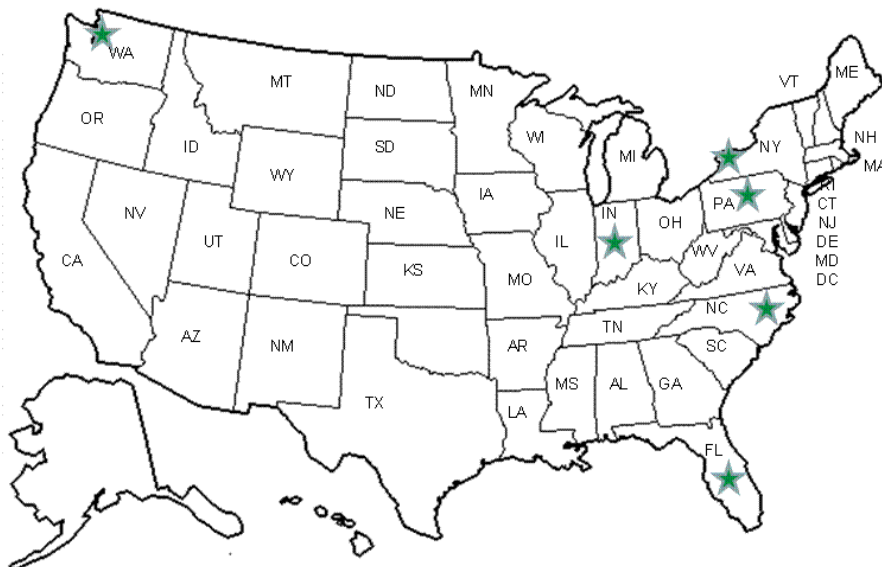 WA
MT
ND
MN
VT
ME
OR
ID
SD
WI
MI
NY
NH
MA
WY
IA
NE
PA
RI
CT
NJ
DE
MD
DC
NV
UT
CO
CA
KS
IL
IN
OH
WV
VA
MO
KY
NC
AZ
NM
TN
AR
SC
TX
MS
AL
GA
LA
FL